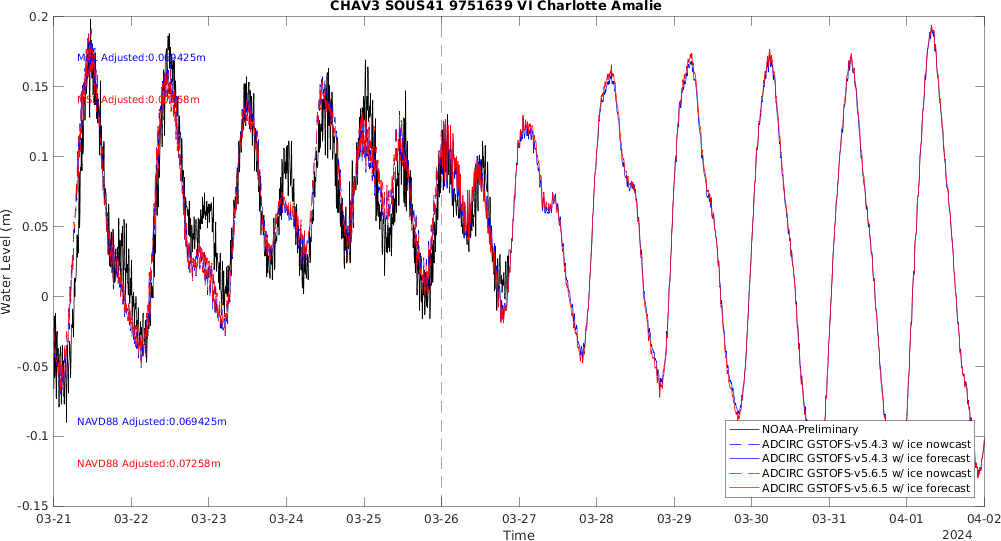 CHAV3 SOUS41 9751639 VI Charlotte Amalie
0.2
0.15
0.1
0.05
0
-0.05
-0.1
-0.15
Water Level (m)
MSL Adjusted:0.069425m
MSL Adjusted:0.07258m
NAVD88 Adjusted:0.069425m
NAVD88 Adjusted:0.07258m
NOAA-Preliminary
ADCIRC GSTOFS-v5.4.3 w/ ice nowcast
ADCIRC GSTOFS-v5.4.3 w/ ice forecast
ADCIRC GSTOFS-v5.6.5 w/ ice nowcast
ADCIRC GSTOFS-v5.6.5 w/ ice forecast
03-21 03-22 03-23 03-24 03-25 03-26 03-27 03-28 03-29 03-30 03-31 04-01 04-02
Time
2024